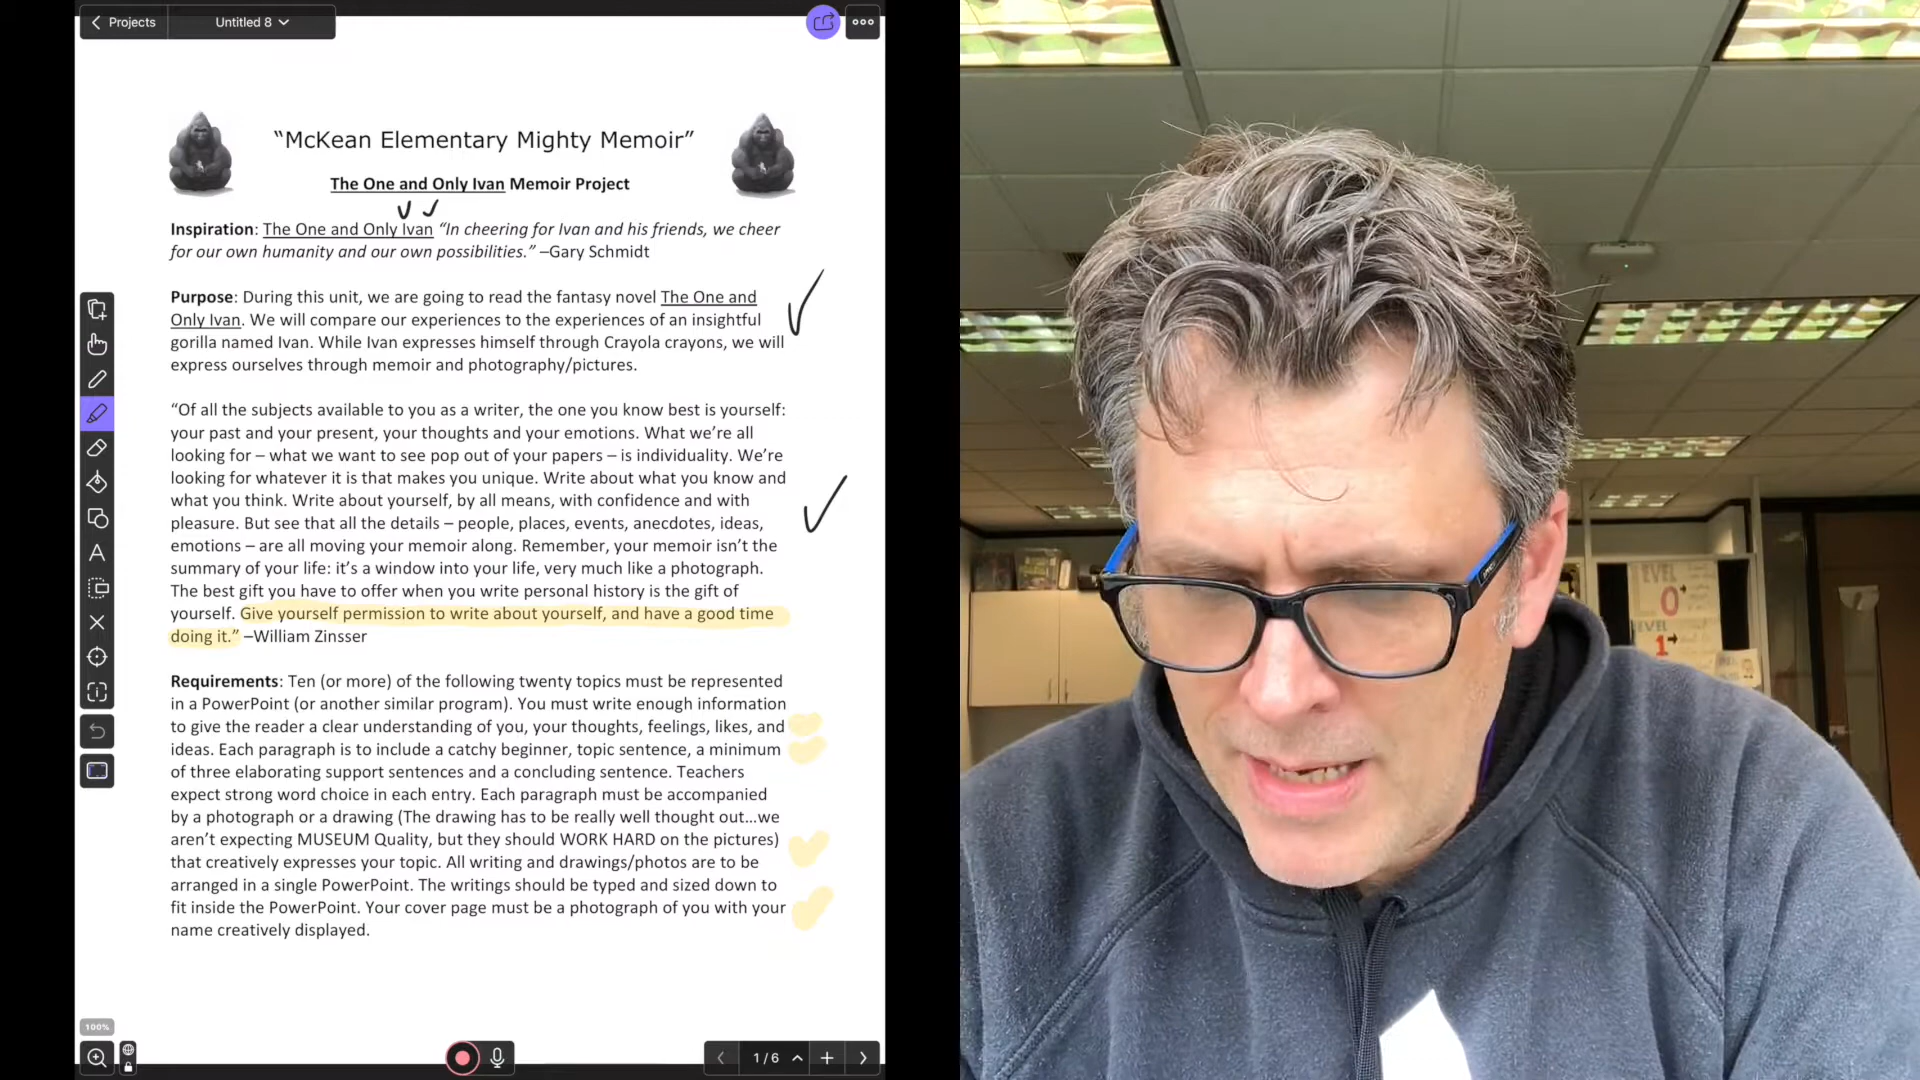 Projects
Untitled 8
“McKean Elementary Mighty Memoir”
The One and Only Ivan Memoir Project
Inspiration: The One and Only Ivan “In cheering for Ivan and his friends, we cheer
for our own humanity and our own possibilities.” –Gary Schmidt
Purpose: During this unit, we are going to read the fantasy novel The One and
Only Ivan. We will compare our experiences to the experiences of an insightful
gorilla named Ivan. While Ivan expresses himself through Crayola crayons, we will
express ourselves through memoir and photography/pictures.
“Of all the subjects available to you as a writer, the one you know best is yourself:
your past and your present, your thoughts and your emotions. What we’re all
looking for – what we want to see pop out of your papers – is individuality. We’re
looking for whatever it is that makes you unique. Write about what you know and
what you think. Write about yourself, by all means, with confidence and with
pleasure. But see that all the details – people, places, events, anecdotes, ideas,
emotions – are all moving your memoir along. Remember, your memoir isn’t the
summary of your life: it’s a window into your life, very much like a photograph.
The best gift you have to offer when you write personal history is the gift of
yourself. Give yourself permission to write about yourself, and have a good time
doing it.” –William Zinsser
Requirements: Ten (or more) of the following twenty topics must be represented
in a PowerPoint (or another similar program). You must write enough information
to give the reader a clear understanding of you, your thoughts, feelings, likes, and
ideas. Each paragraph is to include a catchy beginner, topic sentence, a minimum
of three elaborating support sentences and a concluding sentence. Teachers
expect strong word choice in each entry. Each paragraph must be accompanied
by a photograph or a drawing (The drawing has to be really well thought out…we
aren’t expecting MUSEUM Quality, but they should WORK HARD on the pictures)
that creatively expresses your topic. All writing and drawings/photos are to be
arranged in a single PowerPoint. The writings should be typed and sized down to
fit inside the PowerPoint. Your cover page must be a photograph of you with your
name creatively displayed.
100%
1 / 6
EVEL
0
EVEL
1